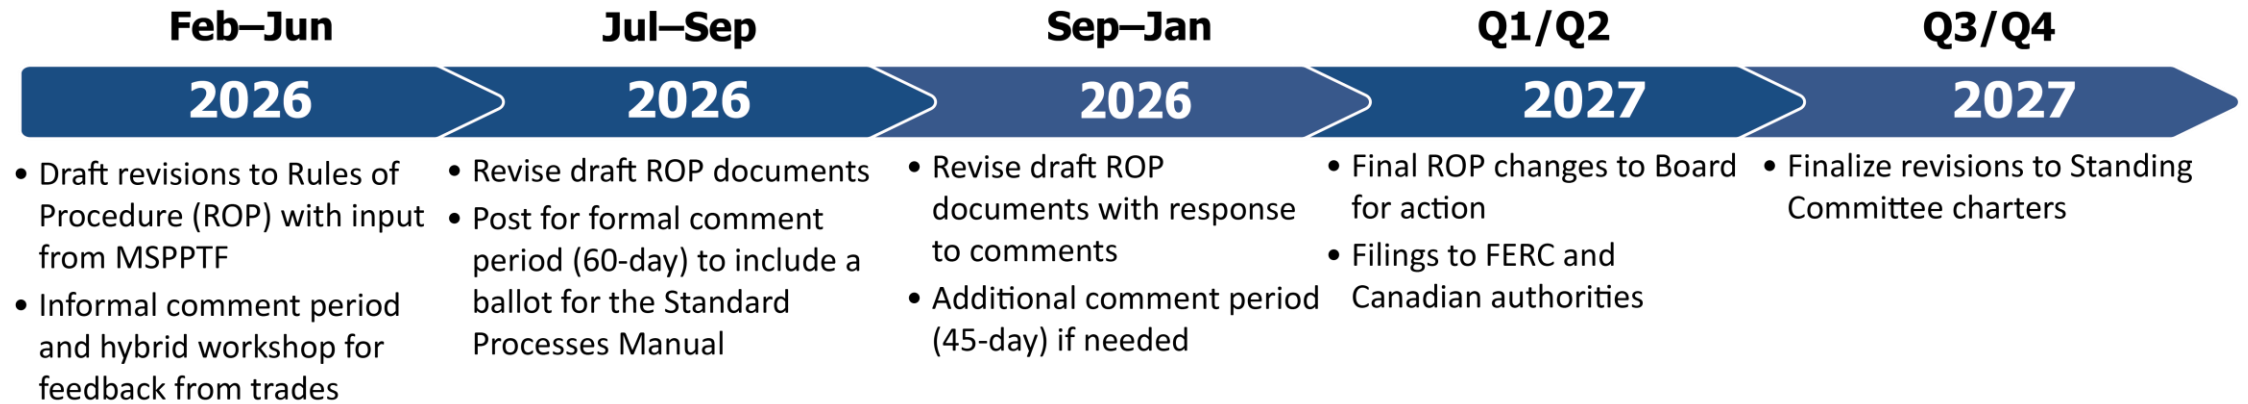 Feb–Jun
Jul–Sep
Sep–Jan
Q1/Q2
Q3/Q4
2026
2026
2026
2027
2027
• Draft revisions to Rules of
Procedure (ROP) with input
from MSPPTF
• Informal comment period
and hybrid workshop for
feedback from trades
• Revise draft ROP documents
• Post for formal comment
period (60-day) to include a
ballot for the Standard
Processes Manual
• Revise draft ROP
documents with response
to comments
• Additional comment period
(45-day) if needed
• Final ROP changes to Board
for action
• Filings to FERC and
Canadian authorities
• Finalize revisions to Standing
Committee charters